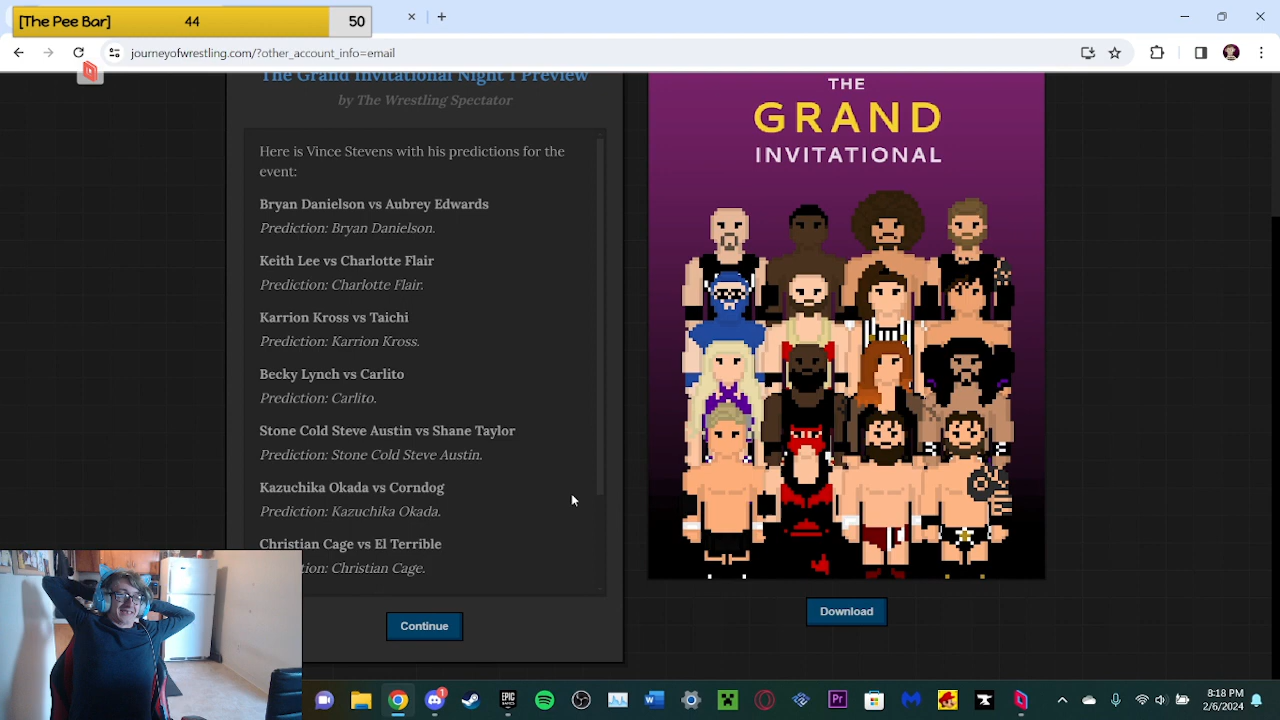 [The Pee Bar] 44 50
journeyofwrestling.com/?other_account_info=email
The Grand Invitational Night 1 Preview
by The Wrestling Spectator
Here is Vince Stevens with his predictions for the
event:
Bryan Danielson vs Aubrey Edwards
Prediction: Bryan Danielson.
Keith Lee vs Charlotte Flair
Prediction: Charlotte Flair.
Karrion Kross vs Taichi
Prediction: Karrion Kross.
Becky Lynch vs Carlito
Prediction: Carlito.
Stone Cold Steve Austin vs Shane Taylor
Prediction: Stone Cold Steve Austin.
Kazuchika Okada vs Corndog
Prediction: Kazuchika Okada.
Christian Cage vs El Terrible
tion: Christian Cage.
Continue
THE
GRAND
INVITATIONAL
Download
1
EPIC
GAMES
W
Pr
8:18 PM
2/6/2024